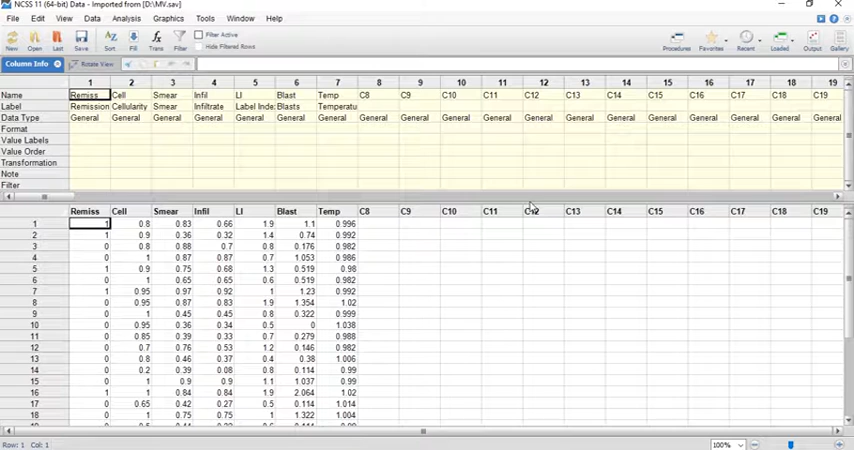 NCSS 11 (64-bit) Data - Imported from [D:\MV.sav]
File Edit View Data Analysis Graphics Tools Window Help
New Open Last Save Sort Fill Trans Filter Filter Active Hide Filtered Rows Procedures Favorites Recent Loaded Output Gallery
Column Info Rotate View
1 2 3 4 5 6 7 8 9 10 11 12 13 14 15 16 17 18 19
Name Remiss Cell Smear Infil LI Blast Temp C8 C9 C10 C11 C12 C13 C14 C15 C16 C17 C18 C19
Label Remission Cellularity Smear Infiltrate Label Inde: Blasts Temperatu
Data Type General General General General General General General General General General General General General General General General General General General
Format
Value Labels
Value Order
Transformation
Note
Filter
Remiss Cell Smear Infil LI Blast Temp C8 C9 C10 C11 C12 C13 C14 C15 C16 C17 C18 C19
1 1 0.8 0.83 0.66 1.9 1.1 0.996
2 1 0.9 0.36 0.32 1.4 0.74 0.992
3 0 0.8 0.88 0.7 0.8 0.176 0.982
4 0 1 0.87 0.87 0.7 1.053 0.986
5 1 0.9 0.75 0.68 1.3 0.519 0.98
6 0 1 0.65 0.65 0.6 0.519 0.982
7 1 0.95 0.97 0.92 1 1.23 0.992
8 0 0.95 0.87 0.83 1.9 1.354 1.02
9 0 1 0.45 0.45 0.8 0.322 0.999
10 0 0.95 0.36 0.34 0.5 0 1.038
11 0 0.85 0.39 0.33 0.7 0.279 0.988
12 0 0.7 0.76 0.53 1.2 0.146 0.982
13 0 0.8 0.46 0.37 0.4 0.38 1.006
14 0 0.2 0.39 0.08 0.8 0.114 0.99
15 0 1 0.9 0.9 1.1 1.037 0.99
16 1 1 0.84 0.84 1.9 2.064 1.02
17 0 0.65 0.42 0.27 0.5 0.114 1.014
18 0 1 0.75 0.75 1 1.322 1.004
Row: 1 Col: 1 100%